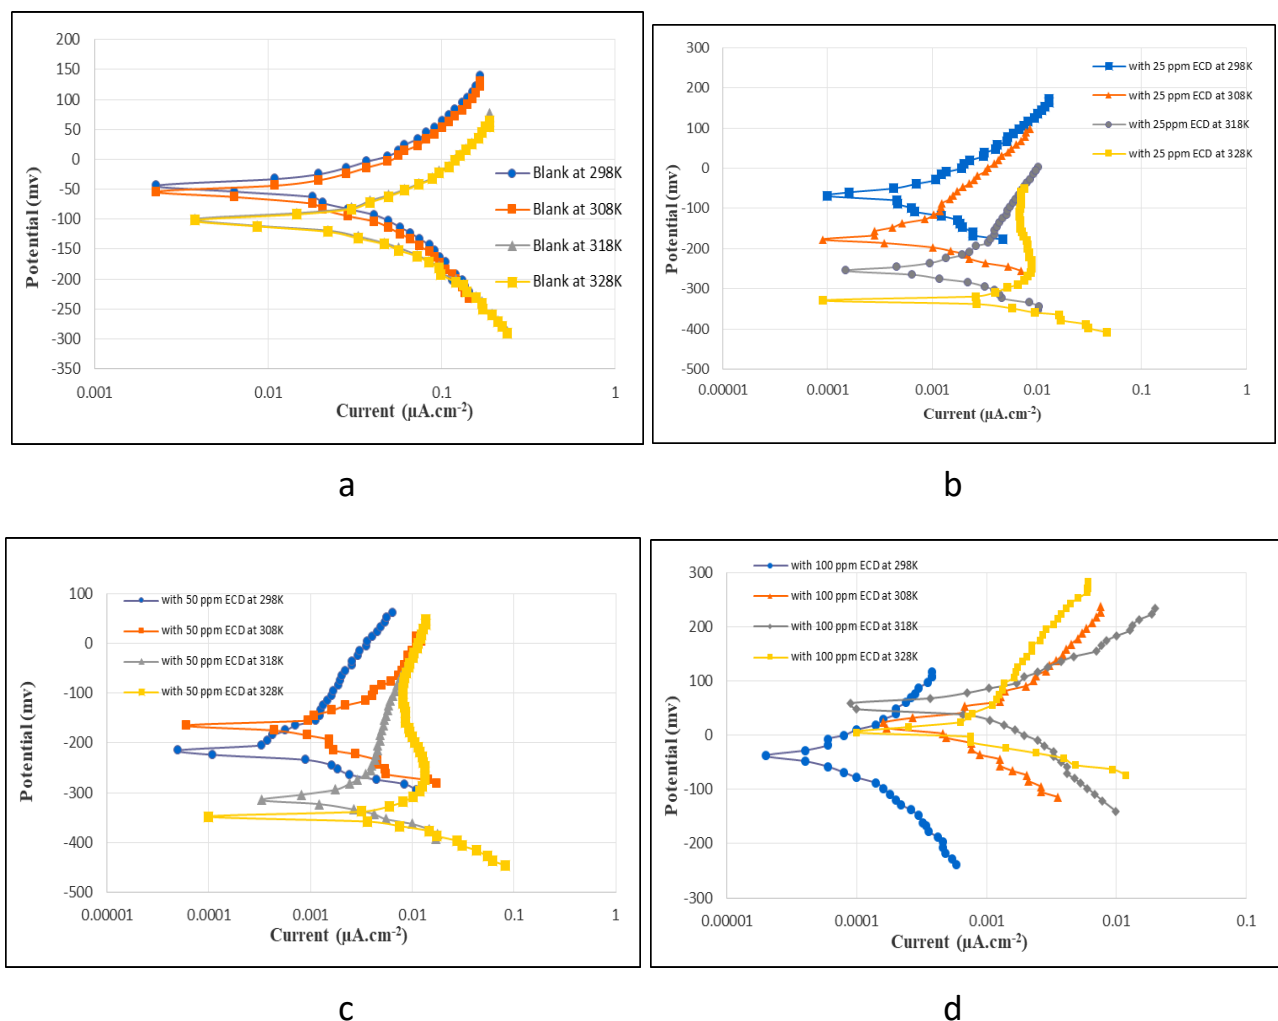 200
150
100
50
0
-50
-100
-150
-200
-250
-300
-350
0.001
0.01
0.1
1
Potential (mv)
Current (µA.cm-2)
Blank at 298K
Blank at 308K
Blank at 318K
Blank at 328K
a
300
200
100
0
-100
-200
-300
-400
-500
0.00001
0.0001
0.001
0.01
0.1
1
Potential (mv)
Current (µA.cm-2)
with 25 ppm ECD at 298K
with 25 ppm ECD at 308K
with 25ppm ECD at 318K
with 25 ppm ECD at 328K
b
100
0
-100
-200
-300
-400
-500
0.00001
0.0001
0.001
0.01
0.1
1
Potential (mv)
Current (µA.cm-2)
with 50 ppm ECD at 298K
with 50 ppm ECD at 308K
with 50 ppm ECD at 318K
with 50 ppm ECD at 328K
c
300
200
100
0
-100
-200
-300
0.00001
0.0001
0.001
0.01
0.1
Potential (mv)
Current (µA.cm-2)
with 100 ppm ECD at 298K
with 100 ppm ECD at 308K
with 100 ppm ECD at 318K
with 100 ppm ECD at 328K
d